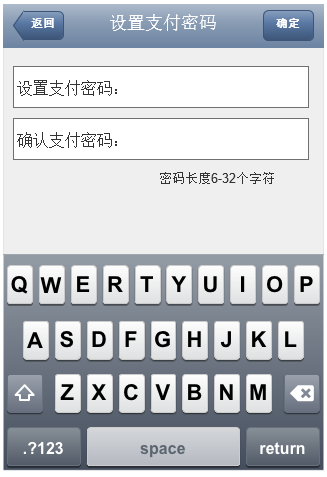 返回 设置支付密码 确定
设置支付密码：
确认支付密码：
密码长度6-32个字符
Q W E R T Y U I O P
A S D F G H J K L
Z X C V B N M
.?123 space return